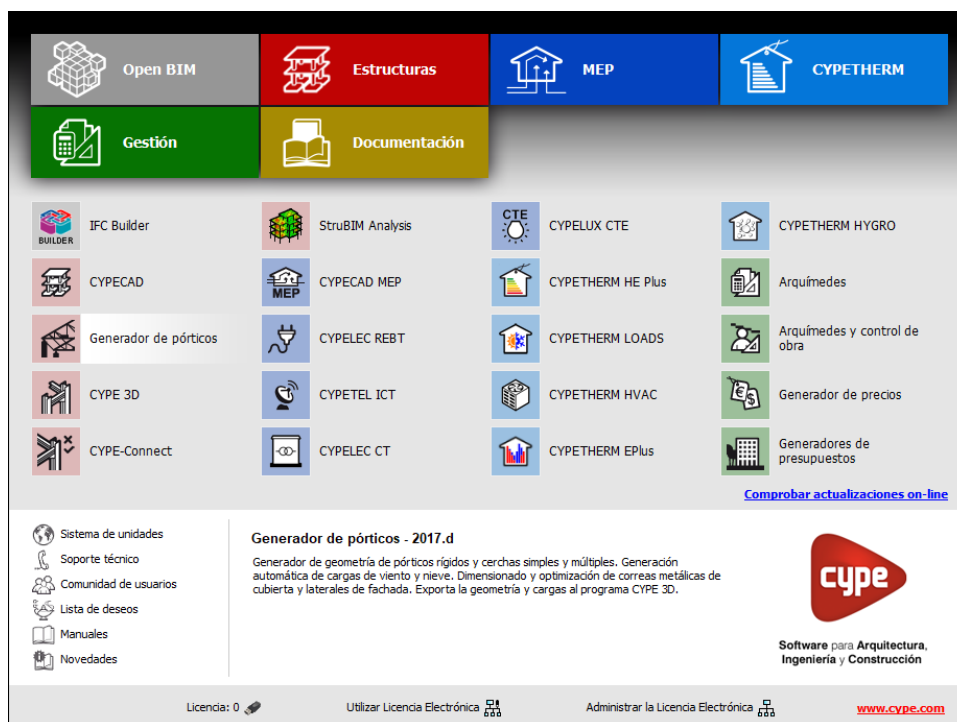 Open BIM
Estructuras
MEP
CYPETHERM
Gestión
Documentación
BUILDER
IFC Builder
StruBIM Analysis
CTE
CYPELUX CTE
CYPETHERM HYGRO
CYPECAD
MEP
CYPECAD MEP
CYPETHERM HE Plus
Arquímedes
Generador de pórticos
CYPELEC REBT
CYPETHERM LOADS
Arquímedes y control de
obra
CYPE 3D
CYPETEL ICT
CYPETHERM HVAC
Generador de precios
CYPE-Connect
CYPELEC CT
CYPETHERM EPlus
Generadores de
presupuestos
Comprobar actualizaciones on-line
Sistema de unidades
Soporte técnico
Comunidad de usuarios
Lista de deseos
Manuales
Novedades
Generador de pórticos - 2017.d
Generador de geometría de pórticos rígidos y cerchas simples y múltiples. Generación
automática de cargas de viento y nieve. Dimensionado y optimización de correas metálicas de
cubierta y laterales de fachada. Exporta la geometría y cargas al programa CYPE 3D.
cype
Software para Arquitectura,
Ingeniería y Construcción
Licencia: 0
Utilizar Licencia Electrónica
Administrar la Licencia Electrónica
www.cype.com